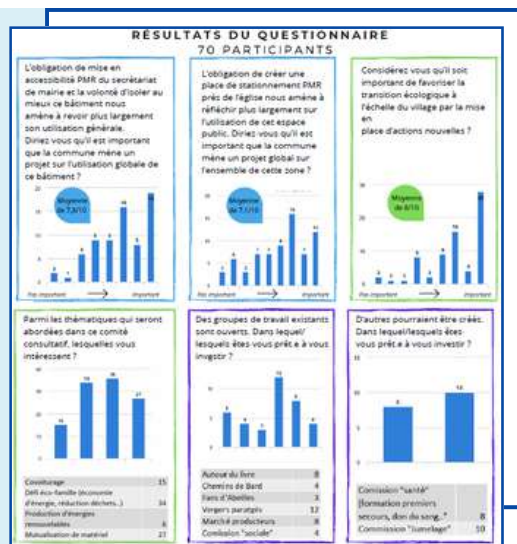 RÉSULTATS DU QUESTIONNAIRE
70 PARTICIPANTS
L'obligation de mise en
accessibilité PMR du secrétariat
de mairie et la volonté d'isoler au
mieux ce bâtiment nous
amène à revoir plus largement
son utilisation générale.
Diriez vous qu'il est important
que la commune mène un
projet sur l'utilisation globale de
ce bâtiment ?
Moyenne
de 7,3/10
Pas important
Important
L'obligation de créer une
place de stationnement PMR
près de l'église nous amène à
réfléchir plus largement sur
l'utilisation de cet espace
public. Diriez vous qu'il est
important que la commune
mène un projet global sur
l'ensemble de cette zone ?
Moyenne
de 7,1/10
Pas important
Important
Considérez vous qu'il soit
important de favoriser la
transition écologique à
l'échelle du village par la mise
en
place d'actions nouvelles ?
Moyenne
de 8/10
Pas important
Important
Parmi les thématiques qui seront
abordées dans ce comité
consultatif, lesquelles vous
intéressent ?
Covoiturage 15
Défi éco-famille (économie
d'énergie, réduction déchets...) 34
Production d'énergies
renouvelables
Mutualisation de matériel 27
Des groupes de travail existants
sont ouverts. Dans lequel/
lesquels êtes vous prêt.e à vous
investir ?
Autour du livre 8
Chemins de Bard 4
Fans d'Abeilles 3
Vergers partagés 12
Marché producteurs 8
Comission "sociale" 4
D'autres pourraient être créés.
Dans lequel/lesquels êtes-
vous prêt.e à vous investir ?
Comission "santé"
(formation premiers
secours, don du sang.." 8
Commission "Jumelage" 10